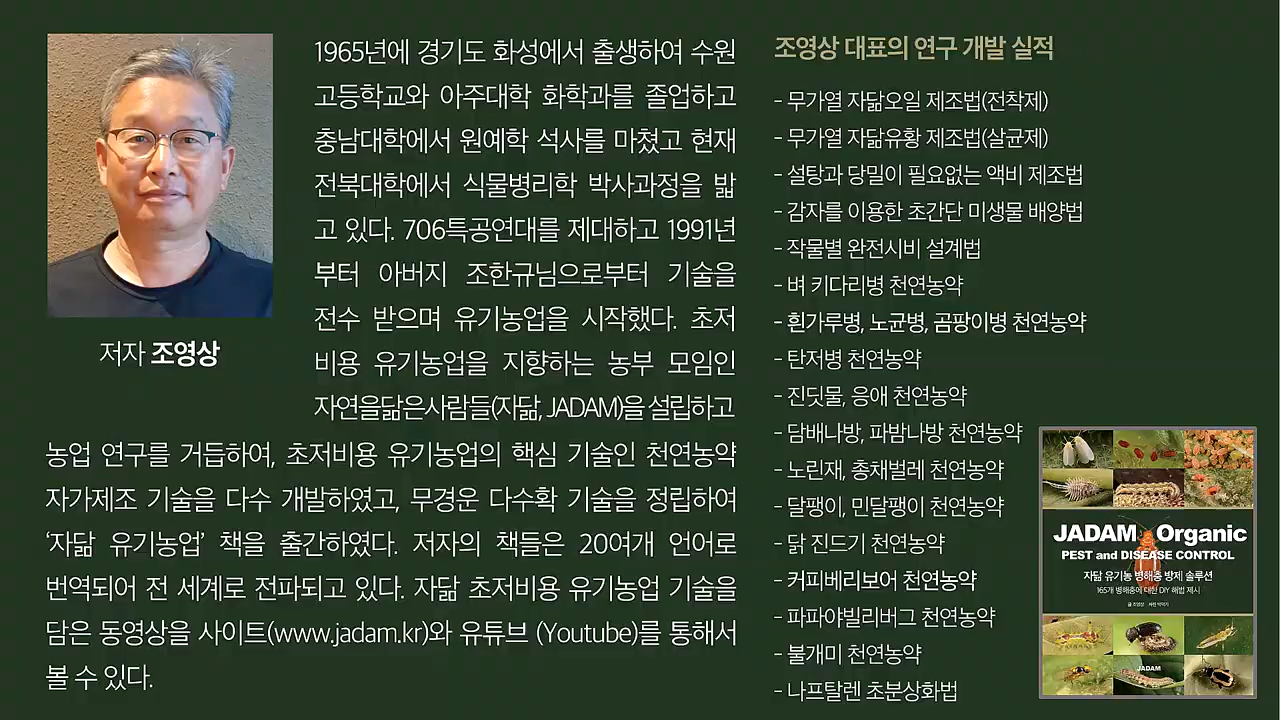 저자 조영상
1965년에 경기도 화성에서 출생하여 수원
고등학교와 아주대학 화학과를 졸업하고
충남대학에서 원예학 석사를 마쳤고 현재
전북대학에서 식물병리학 박사과정을 밟
고 있다. 706특공연대를 제대하고 1991년
부터 아버지 조한규님으로부터 기술을
전수 받으며 유기농업을 시작했다. 초저
비용 유기농업을 지향하는 농부 모임인
자연을닮은사람들(자닮, JADAM)을 설립하고
농업 연구를 거듭하여, 초저비용 유기농업의 핵심 기술인 천연농약
자가제조 기술을 다수 개발하였고, 무경운 다수확 기술을 정립하여
‘자닮 유기농업’ 책을 출간하였다. 저자의 책들은 20여개 언어로
번역되어 전 세계로 전파되고 있다. 자닮 초저비용 유기농업 기술을
담은 동영상을 사이트(www.jadam.kr)와 유튜브 (Youtube)를 통해서
볼 수 있다.
조영상 대표의 연구 개발 실적
- 무가열 자닮오일 제조법(전착제)
- 무가열 자닮유황 제조법(살균제)
- 설탕과 당밀이 필요없는 액비 제조법
- 감자를 이용한 초간단 미생물 배양법
- 작물별 완전시비 설계법
- 벼 키다리병 천연농약
- 흰가루병, 노균병, 곰팡이병 천연농약
- 탄저병 천연농약
- 진딧물, 응애 천연농약
- 담배나방, 파밤나방 천연농약
- 노린재, 총채벌레 천연농약
- 달팽이, 민달팽이 천연농약
- 닭 진드기 천연농약
- 커피베리보어 천연농약
- 파파야빌리버그 천연농약
- 불개미 천연농약
- 나프탈렌 초분상화법
JADAM Organic
PEST and DISEASE CONTROL
자닮 유기농 병해충 방제 솔루션
165개 병해충에 대한 DIY 해법 제시
글 조영상
JADAM